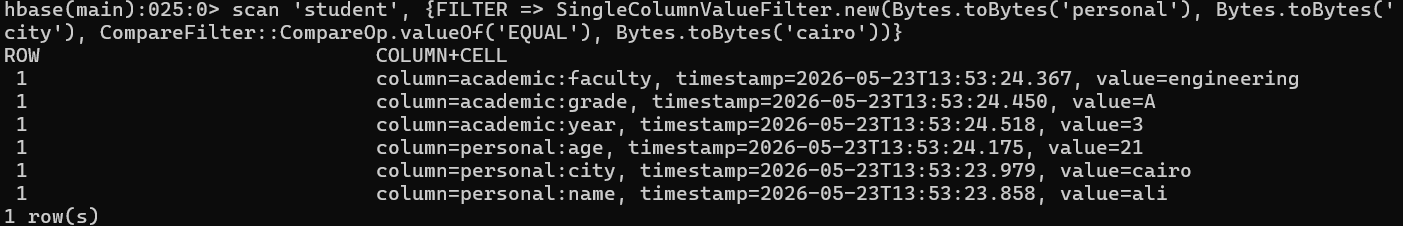 hbase(main):025:0> scan 'student', {FILTER => SingleColumnValueFilter.new(Bytes.toBytes('personal'), Bytes.toBytes('
city'), CompareFilter::CompareOp.valueOf('EQUAL'), Bytes.toBytes('cairo'))}
ROW                              COLUMN+CELL
 1                               column=academic:faculty, timestamp=2026-05-23T13:53:24.367, value=engineering
 1                               column=academic:grade, timestamp=2026-05-23T13:53:24.450, value=A
 1                               column=academic:year, timestamp=2026-05-23T13:53:24.518, value=3
 1                               column=personal:age, timestamp=2026-05-23T13:53:24.175, value=21
 1                               column=personal:city, timestamp=2026-05-23T13:53:23.979, value=cairo
 1                               column=personal:name, timestamp=2026-05-23T13:53:23.858, value=ali
1 row(s)